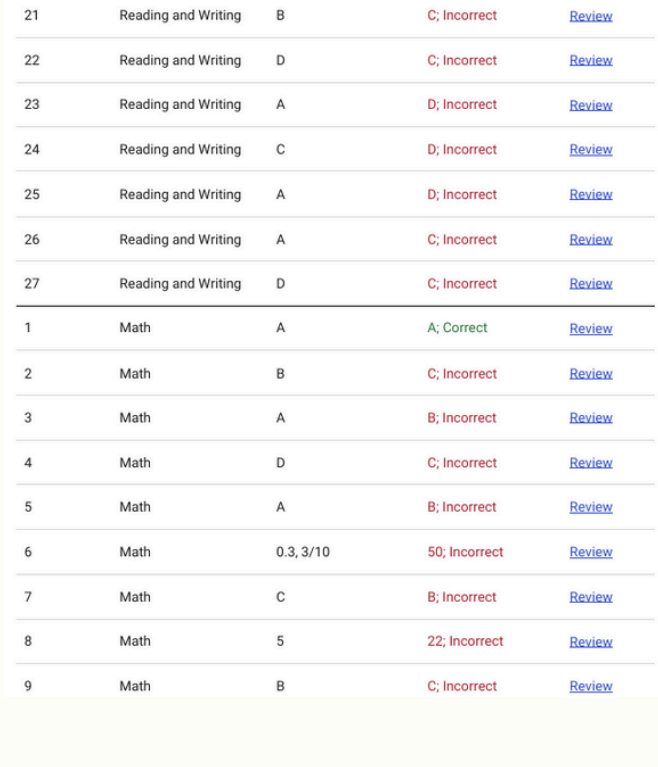 21 Reading and Writing B C; Incorrect Review
22 Reading and Writing D C; Incorrect Review
23 Reading and Writing A D; Incorrect Review
24 Reading and Writing C D; Incorrect Review
25 Reading and Writing A D; Incorrect Review
26 Reading and Writing A C; Incorrect Review
27 Reading and Writing D C; Incorrect Review
1 Math A A; Correct Review
2 Math B C; Incorrect Review
3 Math A B; Incorrect Review
4 Math D C; Incorrect Review
5 Math A B; Incorrect Review
6 Math 0.3, 3/10 50; Incorrect Review
7 Math C B; Incorrect Review
8 Math 5 22; Incorrect Review
9 Math B C; Incorrect Review